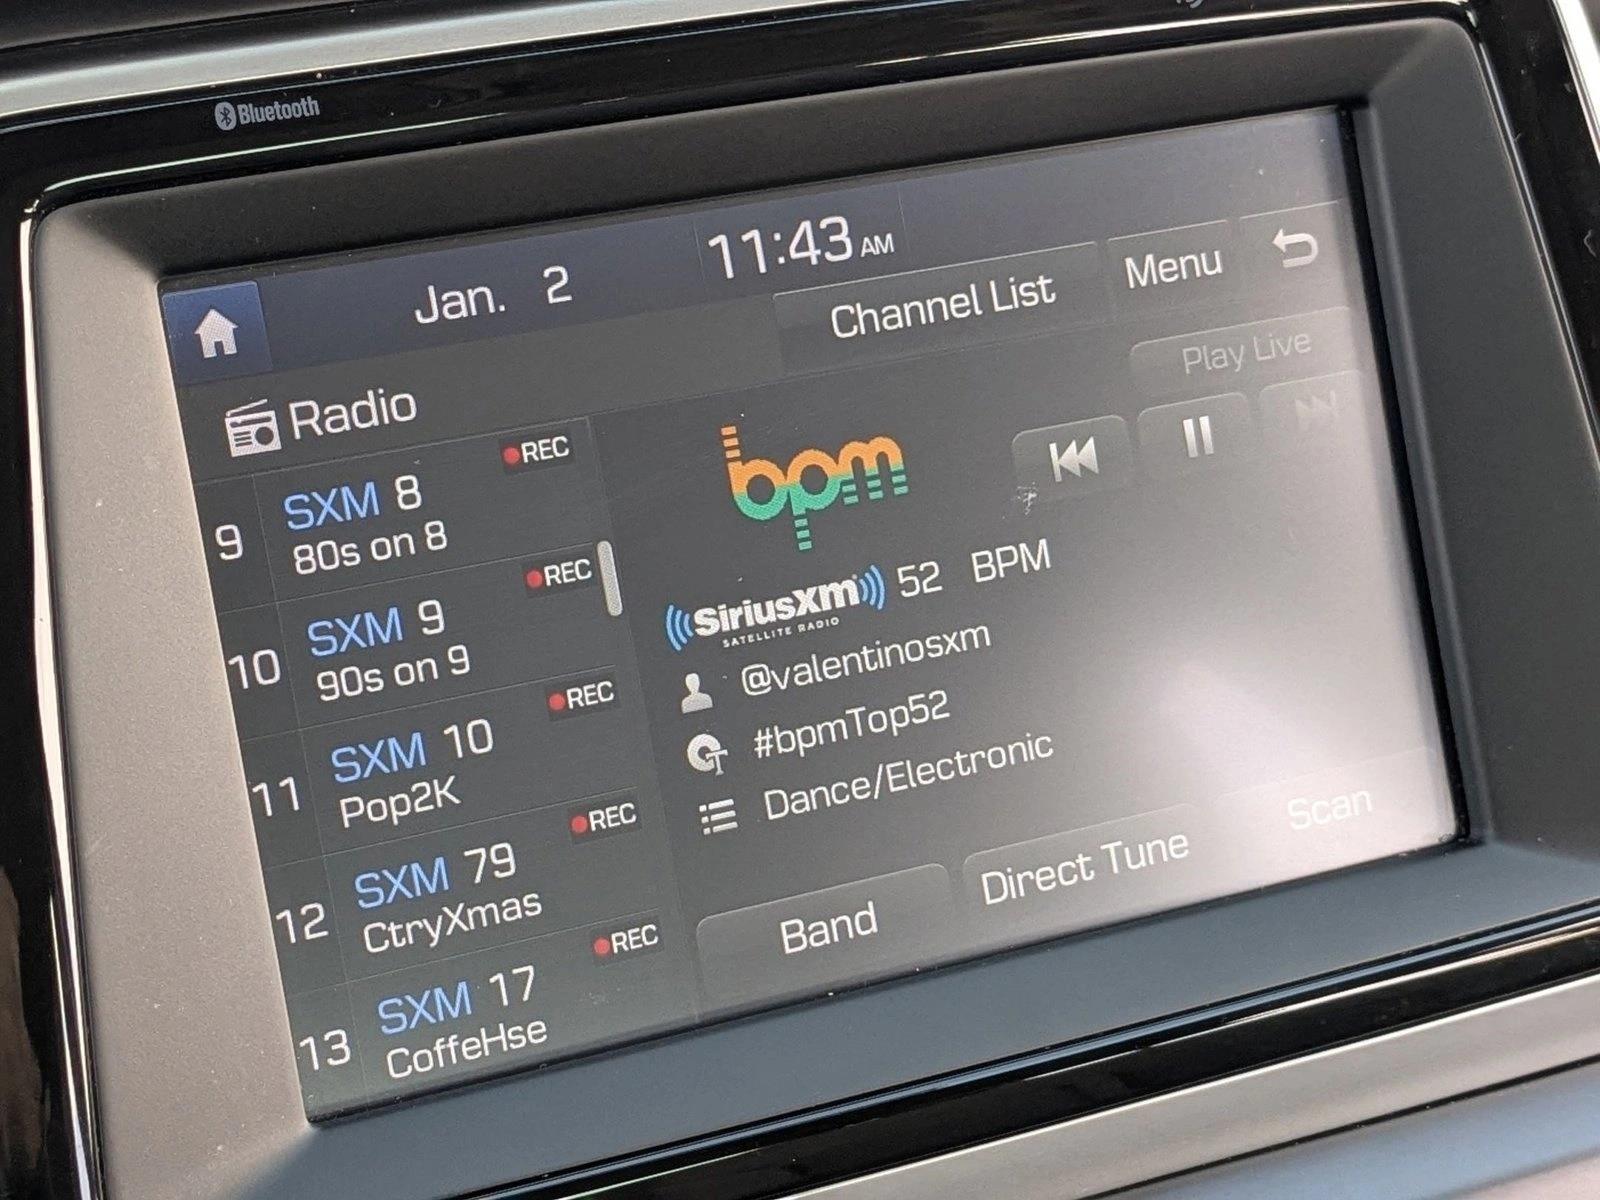 Bluetooth
Jan. 2
11:43 AM
Channel List
Menu
Radio
Play Live
9
SXM 8
REC
80s on 8
10
SXM 9
REC
90s on 9
11
SXM 10
REC
Pop2K
12
SXM 79
REC
CtryXmas
13
SXM 17
REC
CoffeHse
bpm
SiriusXM
SATELLITE RADIO
52 BPM
@valentinosxm
#bpmTop52
Dance/Electronic
Band
Direct Tune
Scan